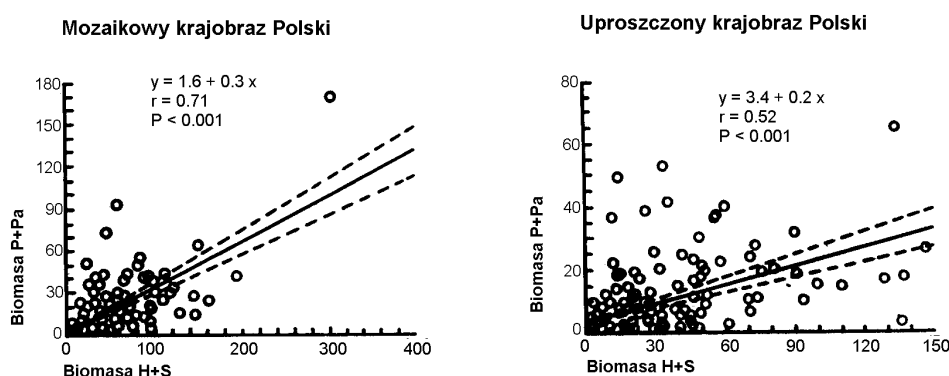 Mozaikowy krajobraz Polski
y = 1.6 + 0.3 x
r = 0.71
P < 0.001
180
150
120
90
60
30
0
Biomasa P+Pa
0 100 200 300 400
Biomasa H+S
Uproszczony krajobraz Polski
y = 3.4 + 0.2 x
r = 0.52
P < 0.001
80
60
40
20
0
Biomasa P+Pa
0 30 60 90 120 150
Biomasa H+S